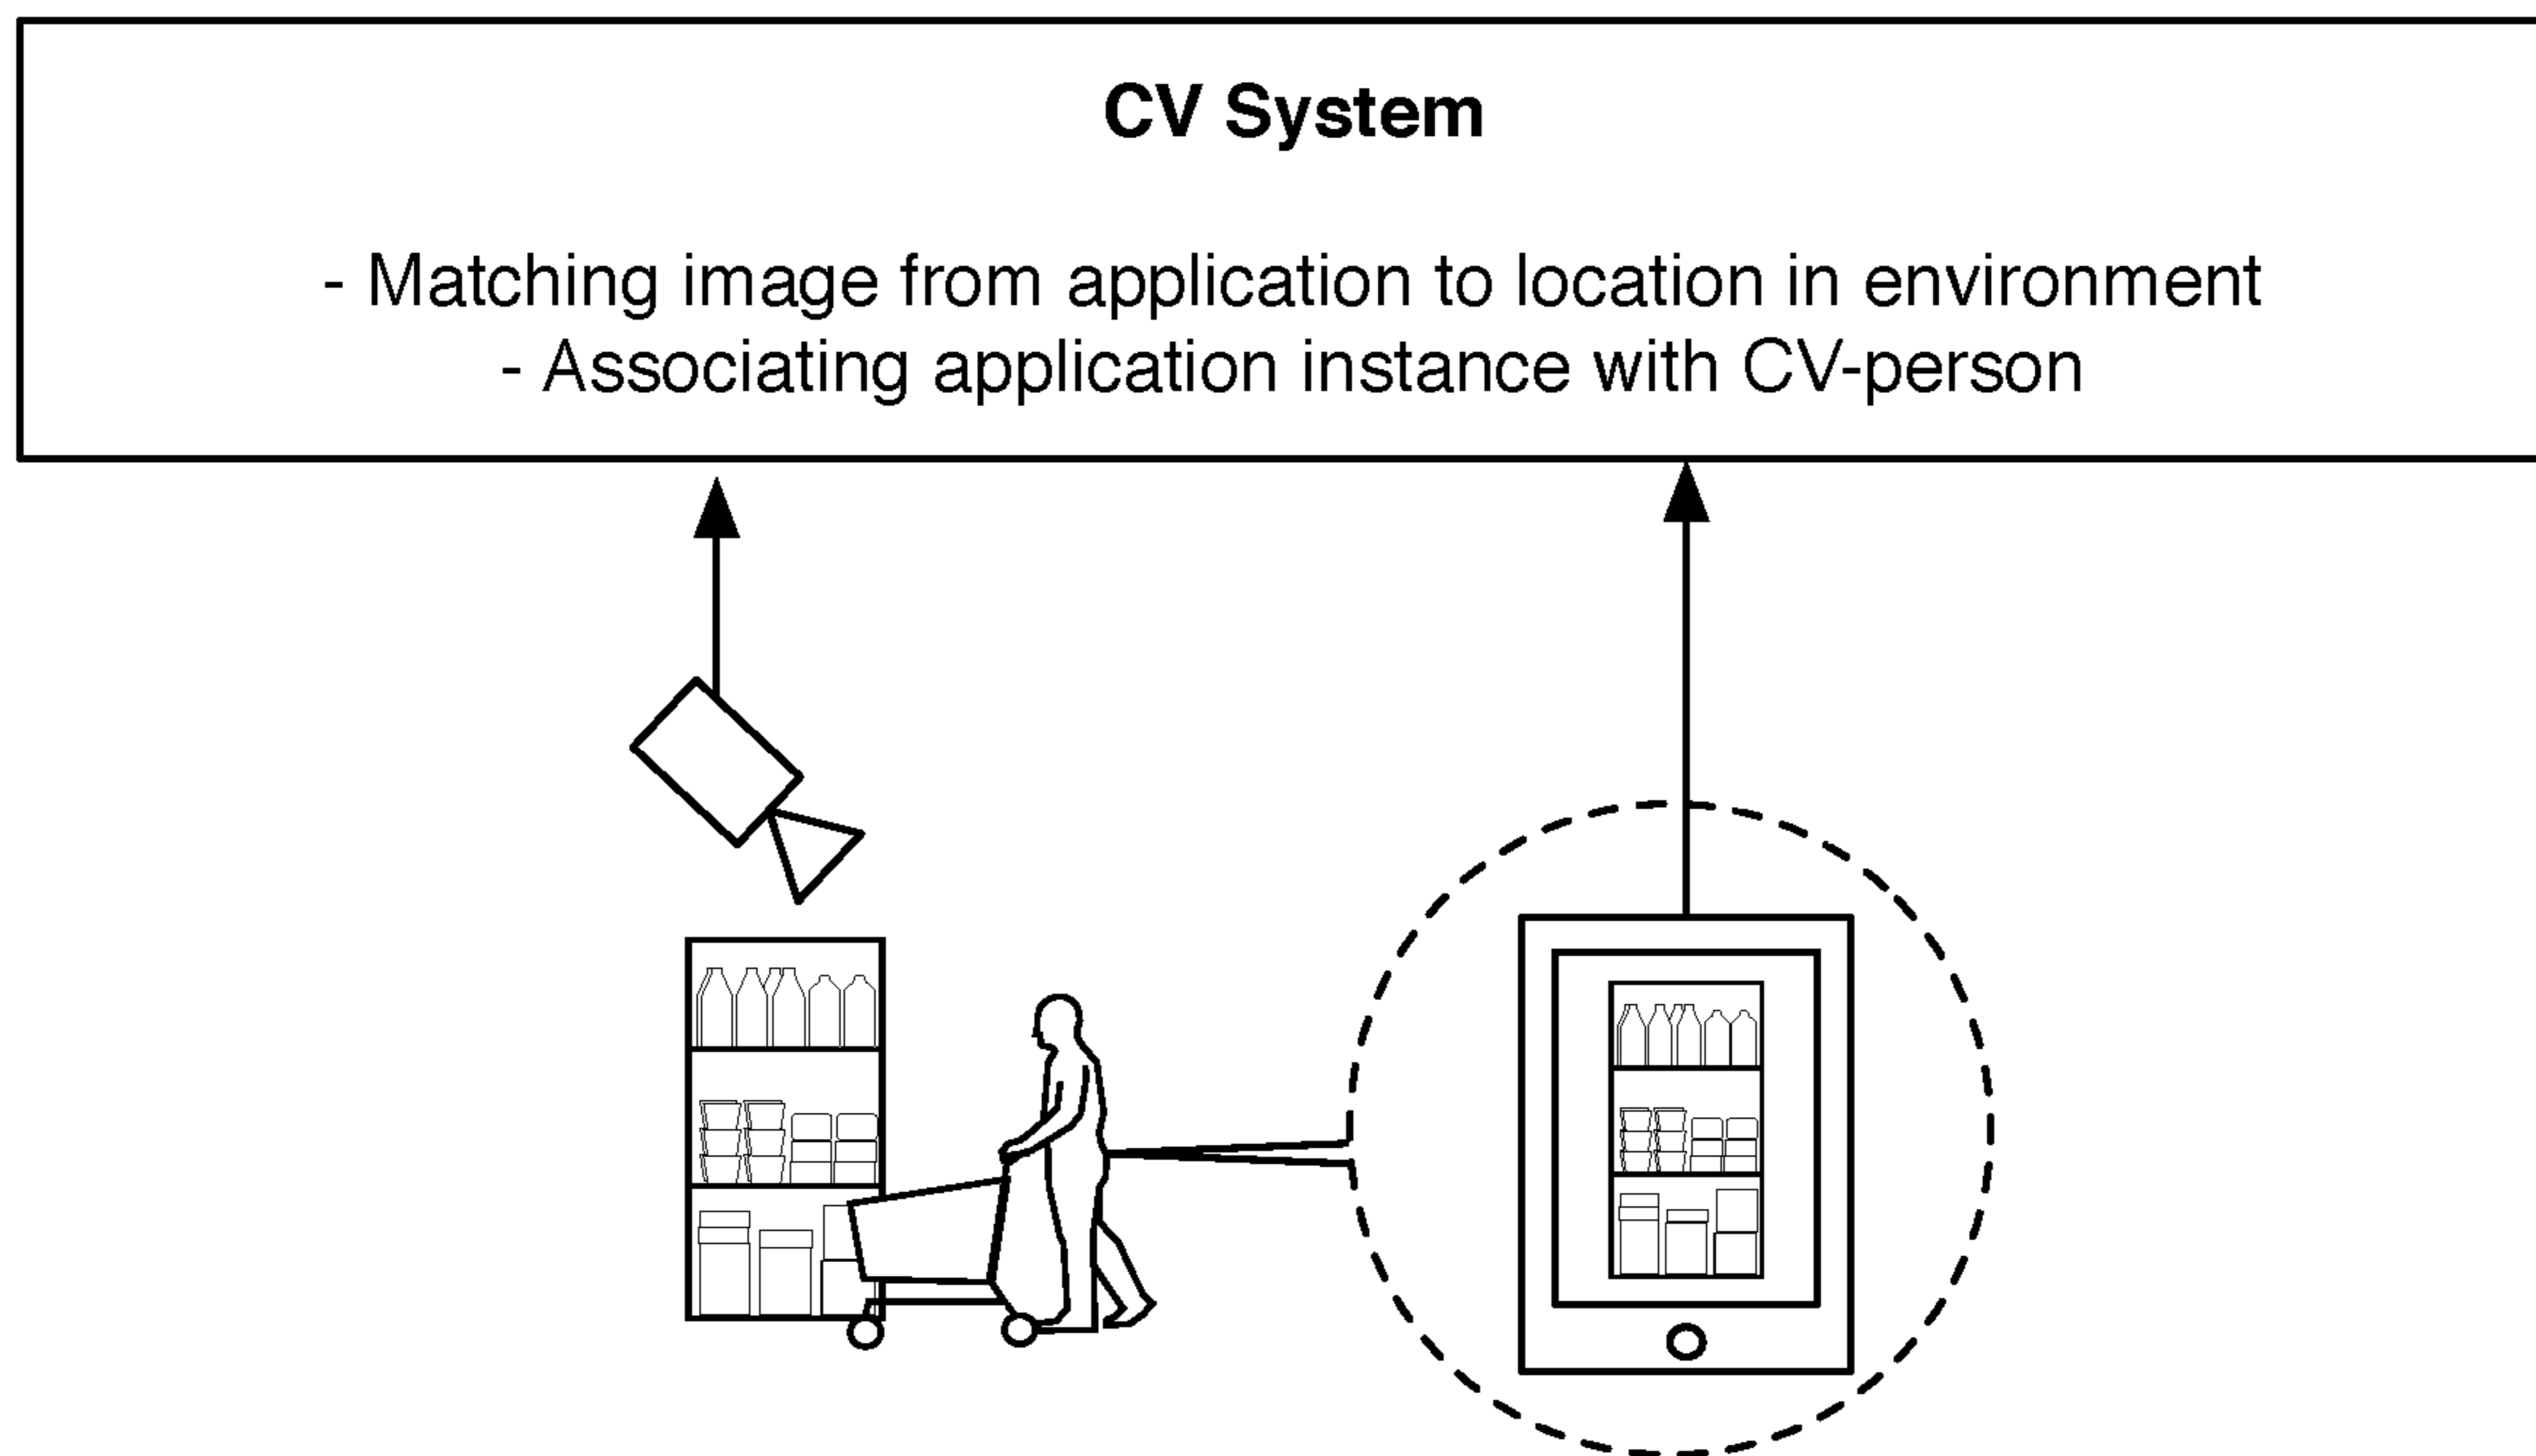 CV System
- Matching image from application to location in environment
- Associating application instance with CV-person